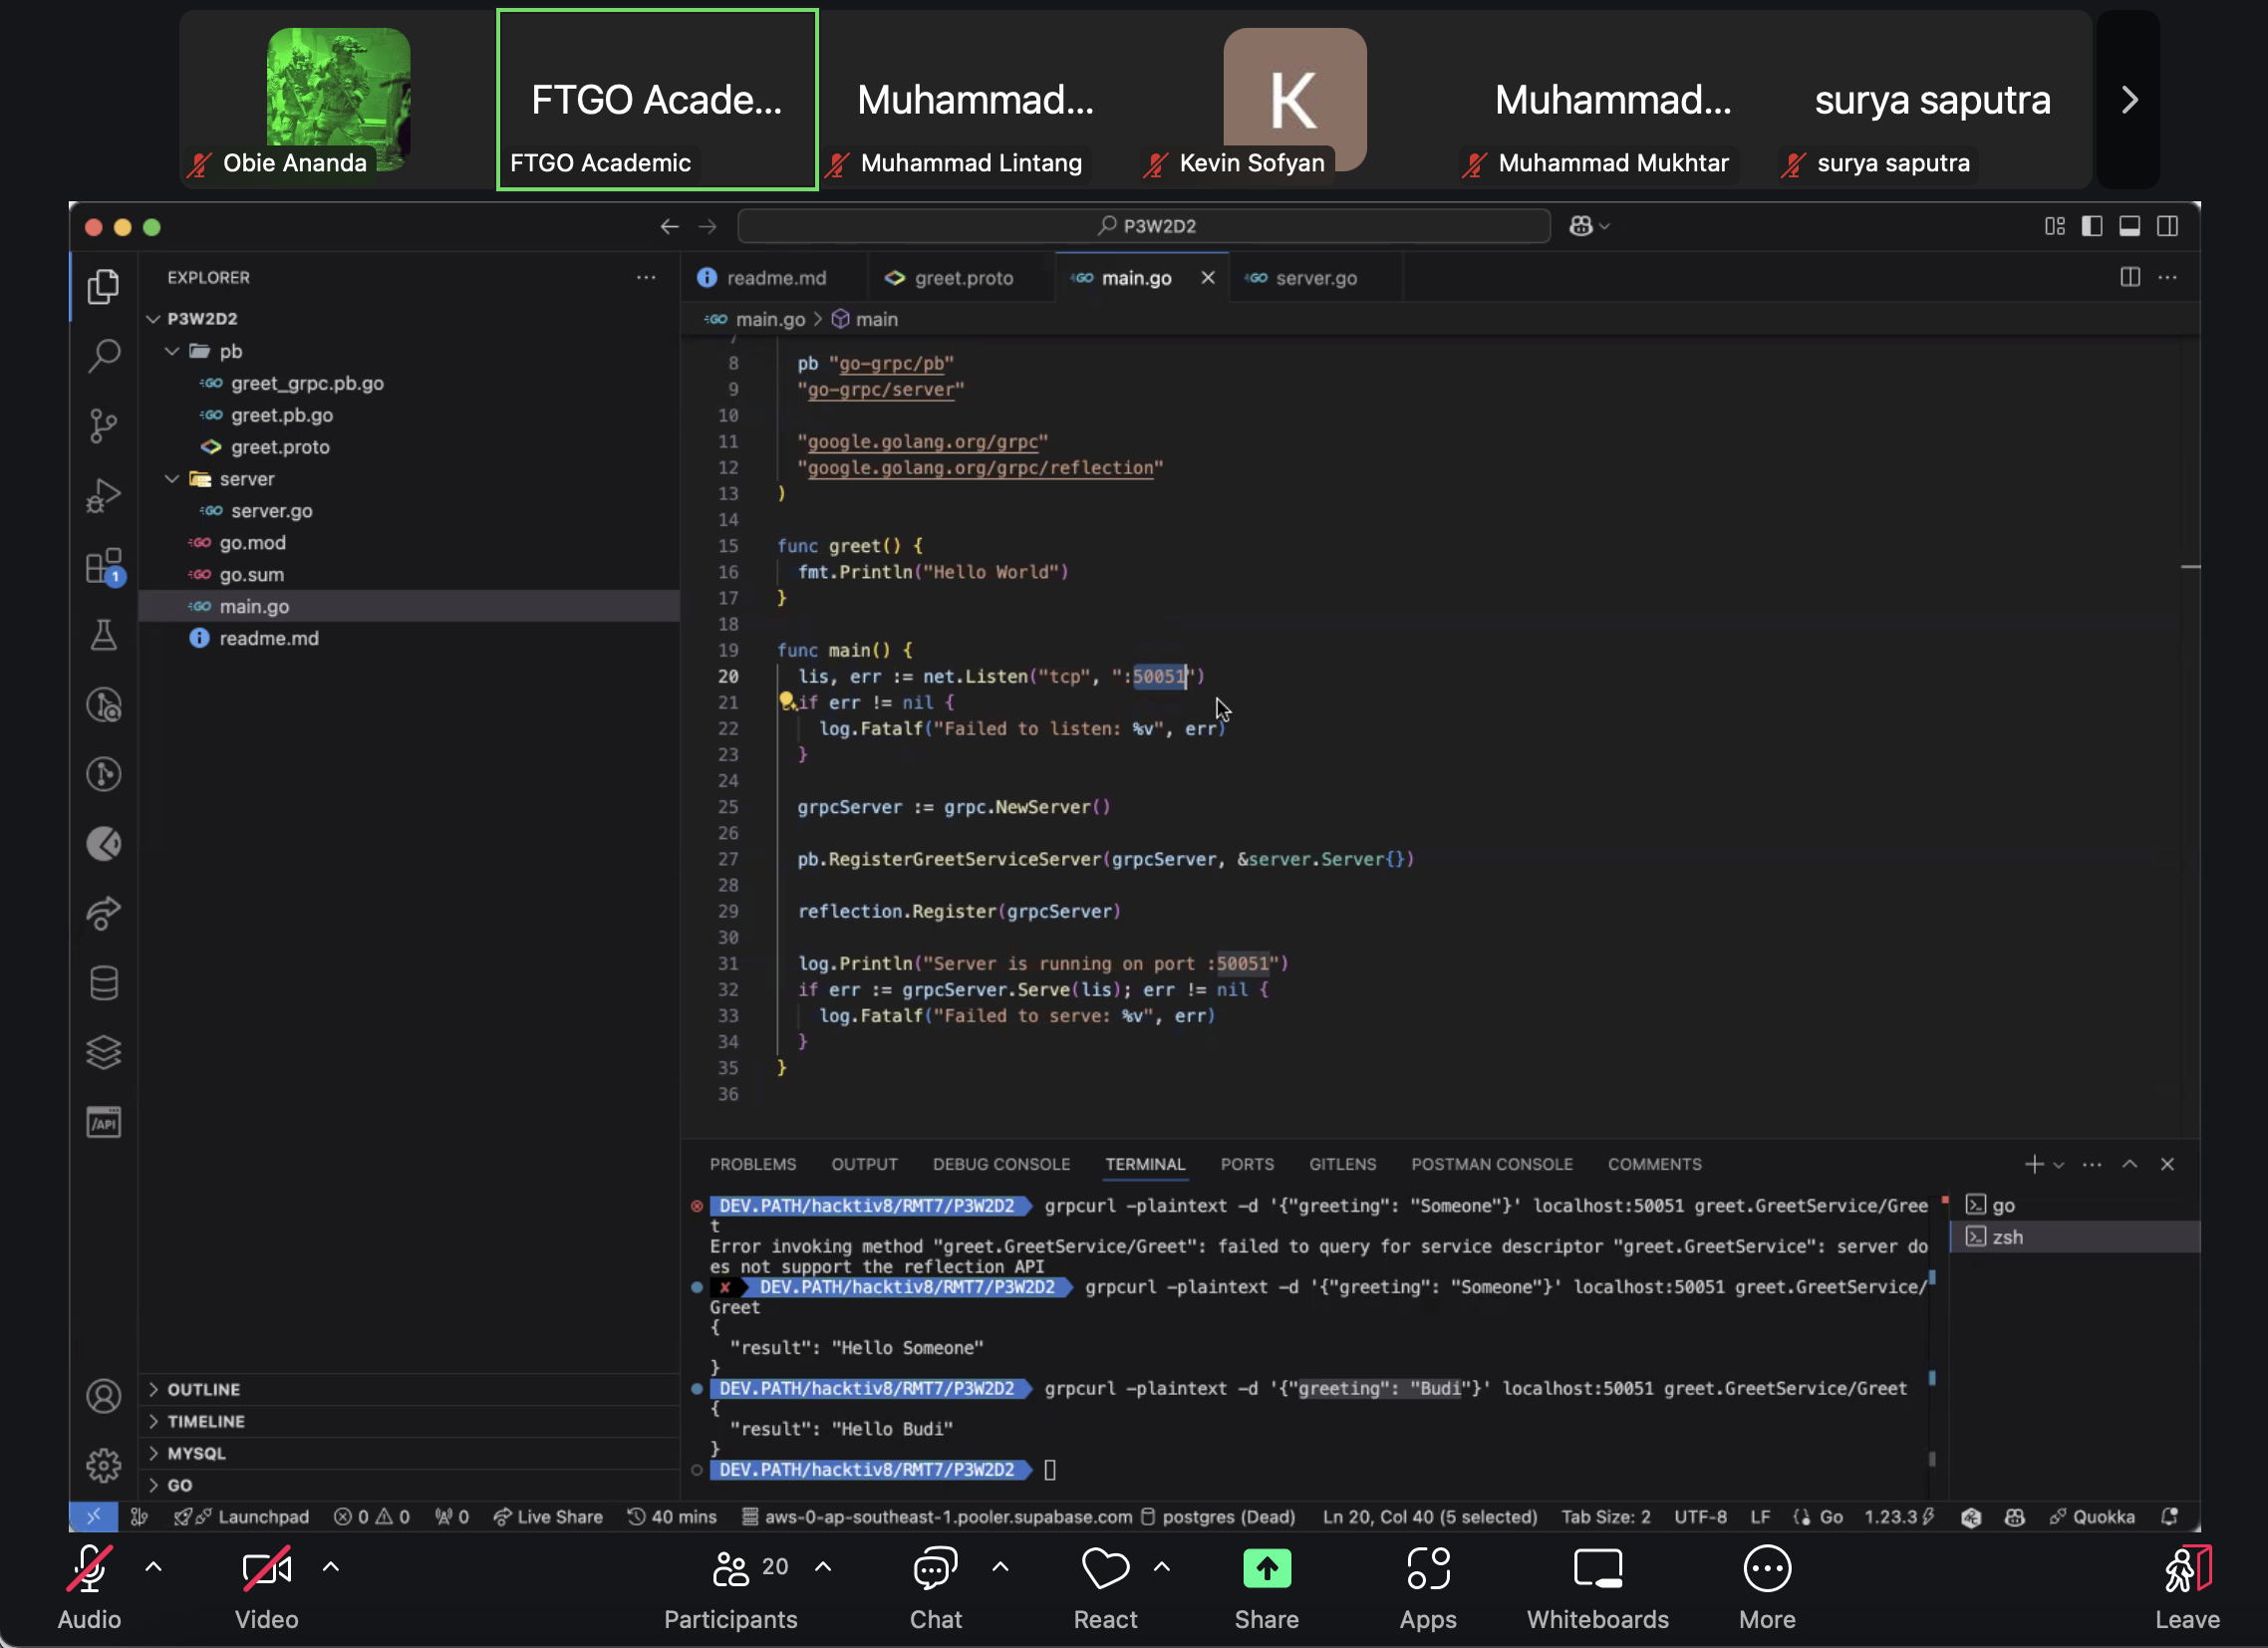 FTGO Acade...
Muhammad...
K
Muhammad...
surya saputra
Obie Ananda
FTGO Academic
Muhammad Lintang
Kevin Sofyan
Muhammad Mukhtar
surya saputra
P3W2D2
EXPLORER
P3W2D2
pb
greet_grpc.pb.go
greet.pb.go
greet.proto
server
server.go
go.mod
go.sum
main.go
readme.md
OUTLINE
TIMELINE
MYSQL
GO
readme.md
greet.proto
main.go
server.go
main.go > main
7
8 pb "go-grpc/pb"
9 "go-grpc/server"
10
11 "google.golang.org/grpc"
12 "google.golang.org/grpc/reflection"
13 )
14
15 func greet() {
16 fmt.Println("Hello World")
17 }
18
19 func main() {
20 lis, err := net.Listen("tcp", ":50051")
21 if err != nil {
22 log.Fatalf("Failed to listen: %v", err)
23 }
24
25 grpcServer := grpc.NewServer()
26
27 pb.RegisterGreetServiceServer(grpcServer, &server.Server{})
28
29 reflection.Register(grpcServer)
30
31 log.Println("Server is running on port :50051")
32 if err := grpcServer.Serve(lis); err != nil {
33 log.Fatalf("Failed to serve: %v", err)
34 }
35 }
36
PROBLEMS OUTPUT DEBUG CONSOLE TERMINAL PORTS GITLENS POSTMAN CONSOLE COMMENTS
DEV.PATH/hacktiv8/RMT7/P3W2D2 grpcurl -plaintext -d '{"greeting": "Someone"}' localhost:50051 greet.GreetService/Gree
t
Error invoking method "greet.GreetService/Greet": failed to query for service descriptor "greet.GreetService": server do
es not support the reflection API
✘ DEV.PATH/hacktiv8/RMT7/P3W2D2 grpcurl -plaintext -d '{"greeting": "Someone"}' localhost:50051 greet.GreetService/
Greet
{
"result": "Hello Someone"
}
DEV.PATH/hacktiv8/RMT7/P3W2D2 grpcurl -plaintext -d '{"greeting": "Budi"}' localhost:50051 greet.GreetService/Greet
{
"result": "Hello Budi"
}
DEV.PATH/hacktiv8/RMT7/P3W2D2
go
zsh
1
/API
Launchpad 0 0 0 Live Share 40 mins aws-0-ap-southeast-1.pooler.supabase.com postgres (Dead) Ln 20, Col 40 (5 selected) Tab Size: 2 UTF-8 LF Go 1.23.3 Quokka
20
Audio Video Participants Chat React Share Apps Whiteboards More Leave